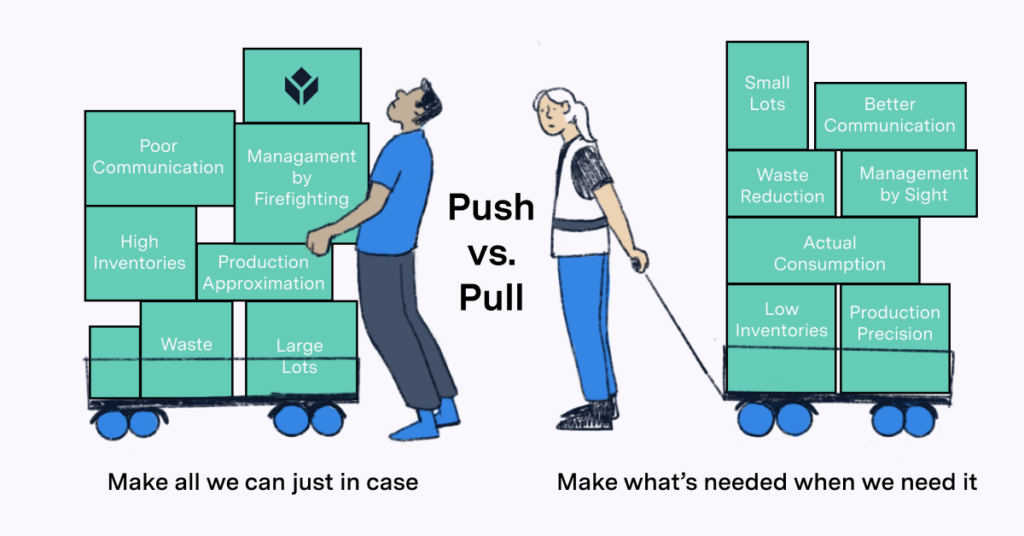 Poor
Communication
Managament
by
Firefighting
High
Inventories
Production
Approximation
Waste
Large
Lots
Push
vs.
Pull
Small
Lots
Better
Communication
Waste
Reduction
Management
by Sight
Actual
Consumption
Low
Inventories
Production
Precision
Make all we can just in case
Make what’s needed when we need it